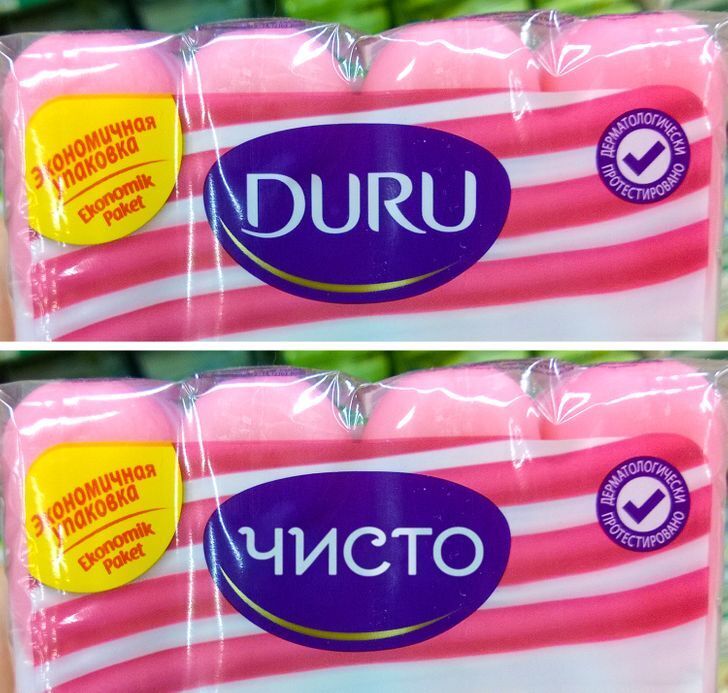 Экономичная
упаковка
Ekonomik
Paket
DURU
ДЕРМАТОЛОГИЧЕСКИ
ПРОТЕСТИРОВАНО
Экономичная
упаковка
Ekonomik
Paket
ЧИСТО
ДЕРМАТОЛОГИЧЕСКИ
ПРОТЕСТИРОВАНО